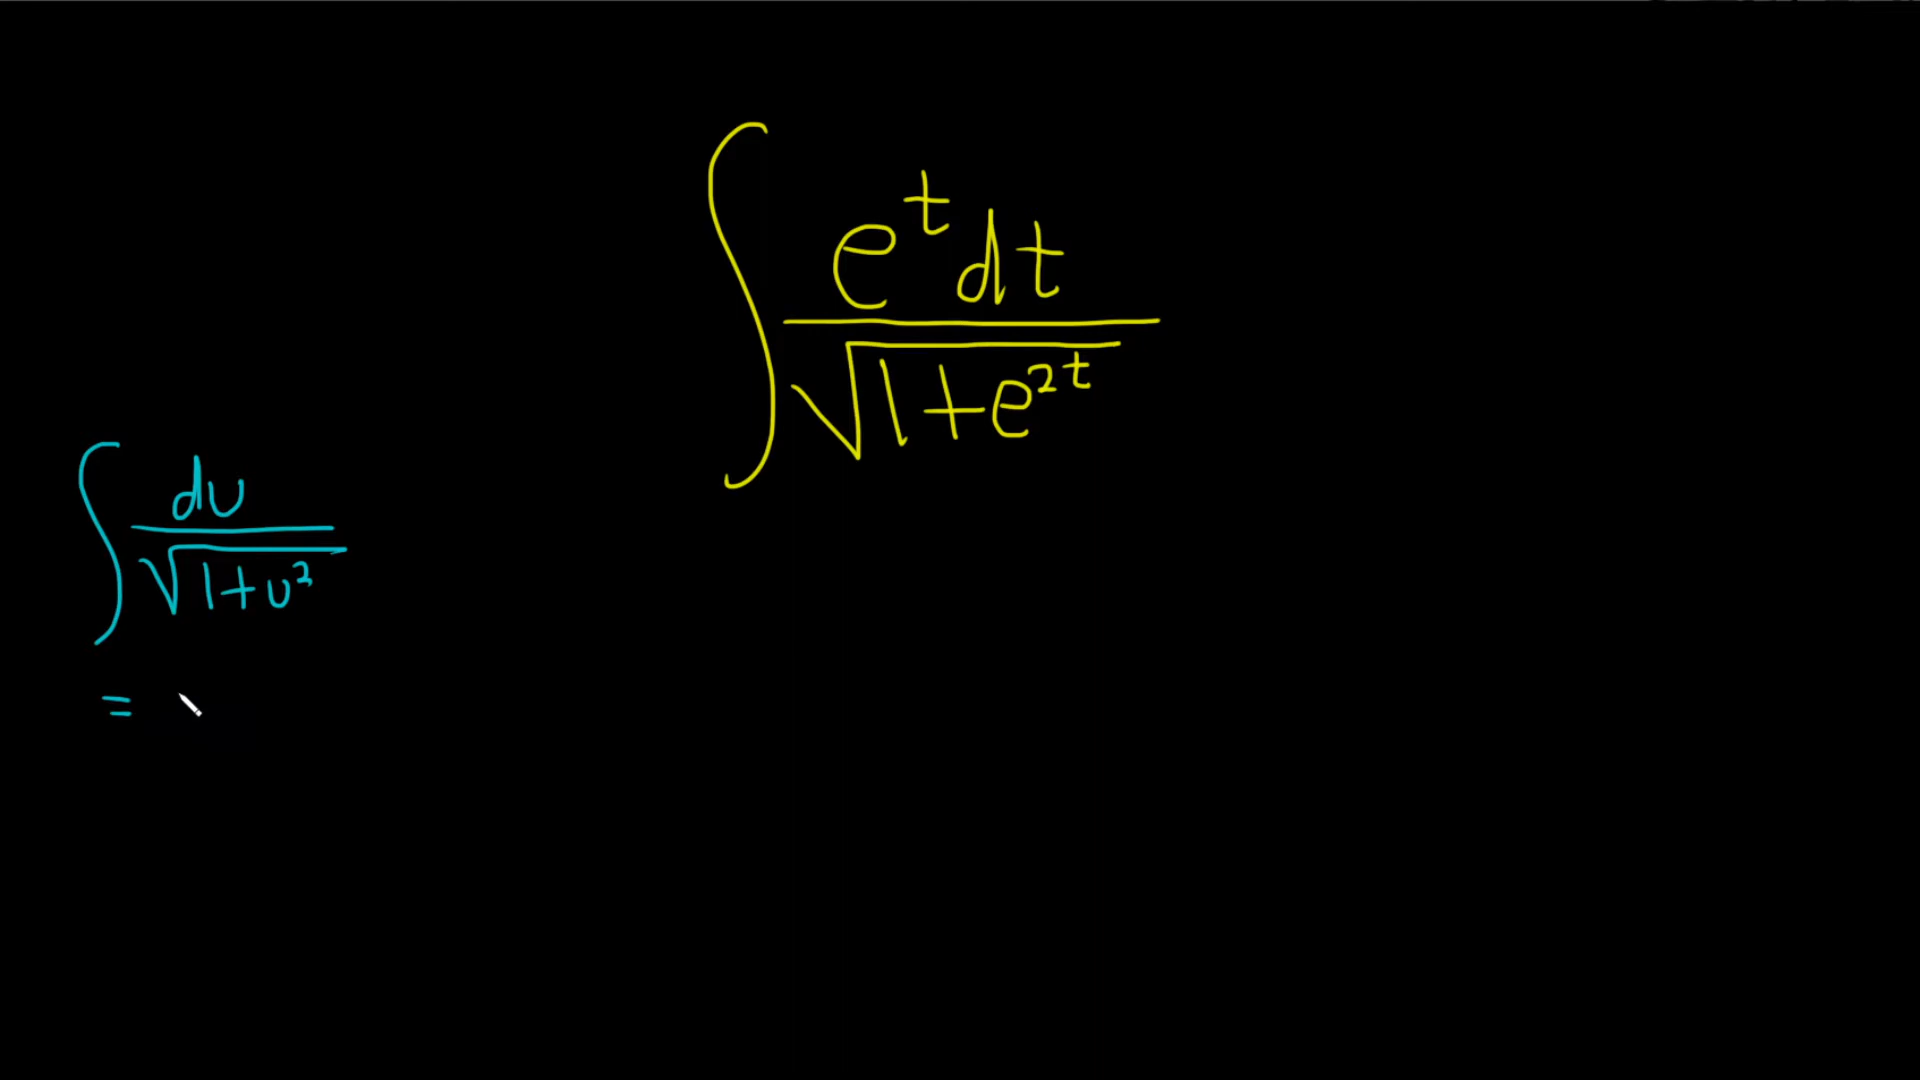 ∫ e^t dt / √(1+e^{2t})
∫ du / √(1+u²)
=